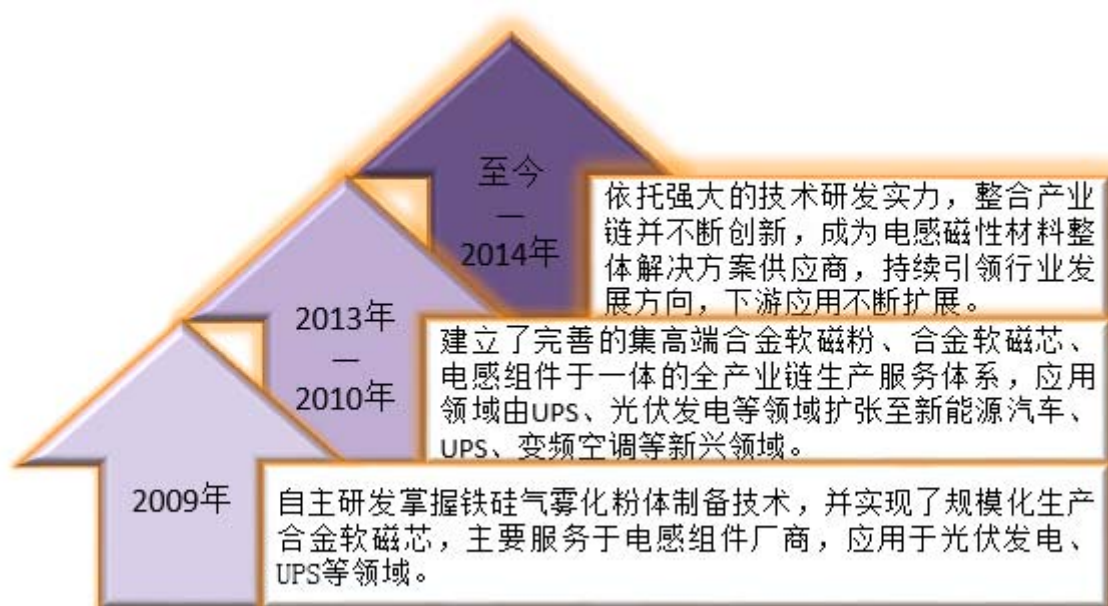 至今
—
2014年
依托强大的技术研发实力，整合产业
链并不断创新，成为电感磁性材料整
体解决方案供应商，持续引领行业发
展方向，下游应用不断扩展。
2013年
—
2010年
建立了完善的集高端合金软磁粉、合金软磁芯、
电感组件于一体的全产业链生产服务体系，应用
领域由UPS、光伏发电等领域扩张至新能源汽车、
UPS、变频空调等新兴领域。
2009年
自主研发掌握铁硅气雾化粉体制备技术，并实现了规模化生产
合金软磁芯，主要服务于电感组件厂商，应用于光伏发电、
UPS等领域。